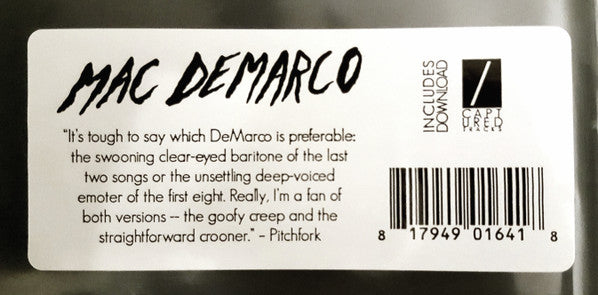 MAC DEMARCO
"It's tough to say which DeMarco is preferable:
the swooning clear-eyed baritone of the last
two songs or the unsettling deep-voiced
emoter of the first eight. Really, I'm a fan of
both versions -- the goofy creep and the
straightforward crooner." - Pitchfork
INCLUDES
DOWNLOAD
CAPT
URED
TRACKS
8 17949 01641 8